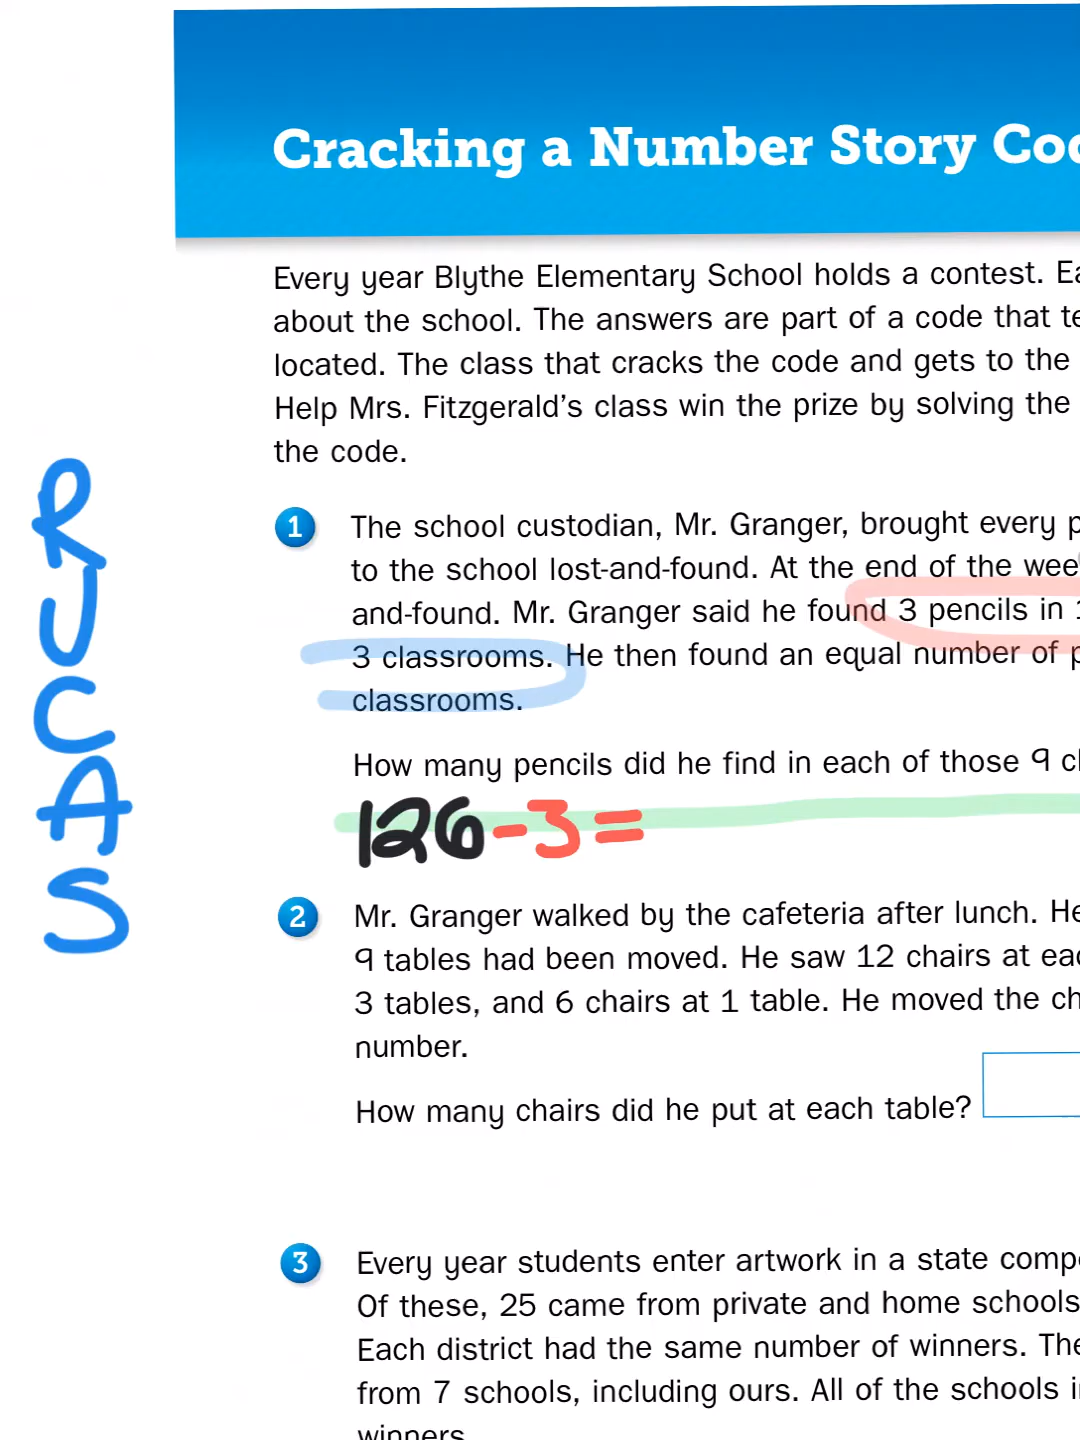 Cracking a Number Story
Every year Blythe Elementary School holds a contest.
about the school. The answers are part of a code that
located. The class that cracks the code and gets to the
Help Mrs. Fitzgerald's class win the prize by solving the
the code.
RUCAS
1 The school custodian, Mr. Granger, brought every
to the school lost-and-found. At the end of the
and-found. Mr. Granger said he found 3 pencils in
3 classrooms. He then found an equal number of
classrooms.
How many pencils did he find in each of those 9
126-3=
2 Mr. Granger walked by the cafeteria after lunch. He
9 tables had been moved. He saw 12 chairs at
3 tables, and 6 chairs at 1 table. He moved the
number.
How many chairs did he put at each table?
3 Every year students enter artwork in a state
Of these, 25 came from private and home schools
Each district had the same number of winners.
from 7 schools, including ours. All of the schools
winners